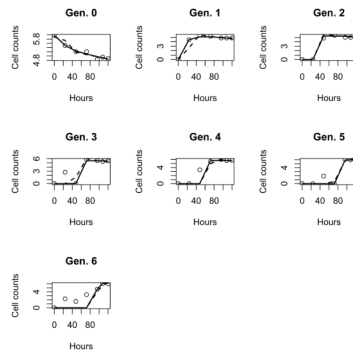 Gen. 0 Gen. 1 Gen. 2
Cell counts 4.8 5.8 Cell counts 3 Cell counts 3
0 40 80 0 40 80 0 40 80
Hours Hours Hours
Gen. 3 Gen. 4 Gen. 5
Cell counts 0 3 6 Cell counts 0 4 Cell counts 0 4
0 40 80 0 40 80 0 40 80
Hours Hours Hours
Gen. 6
Cell counts 0 4
0 40 80
Hours